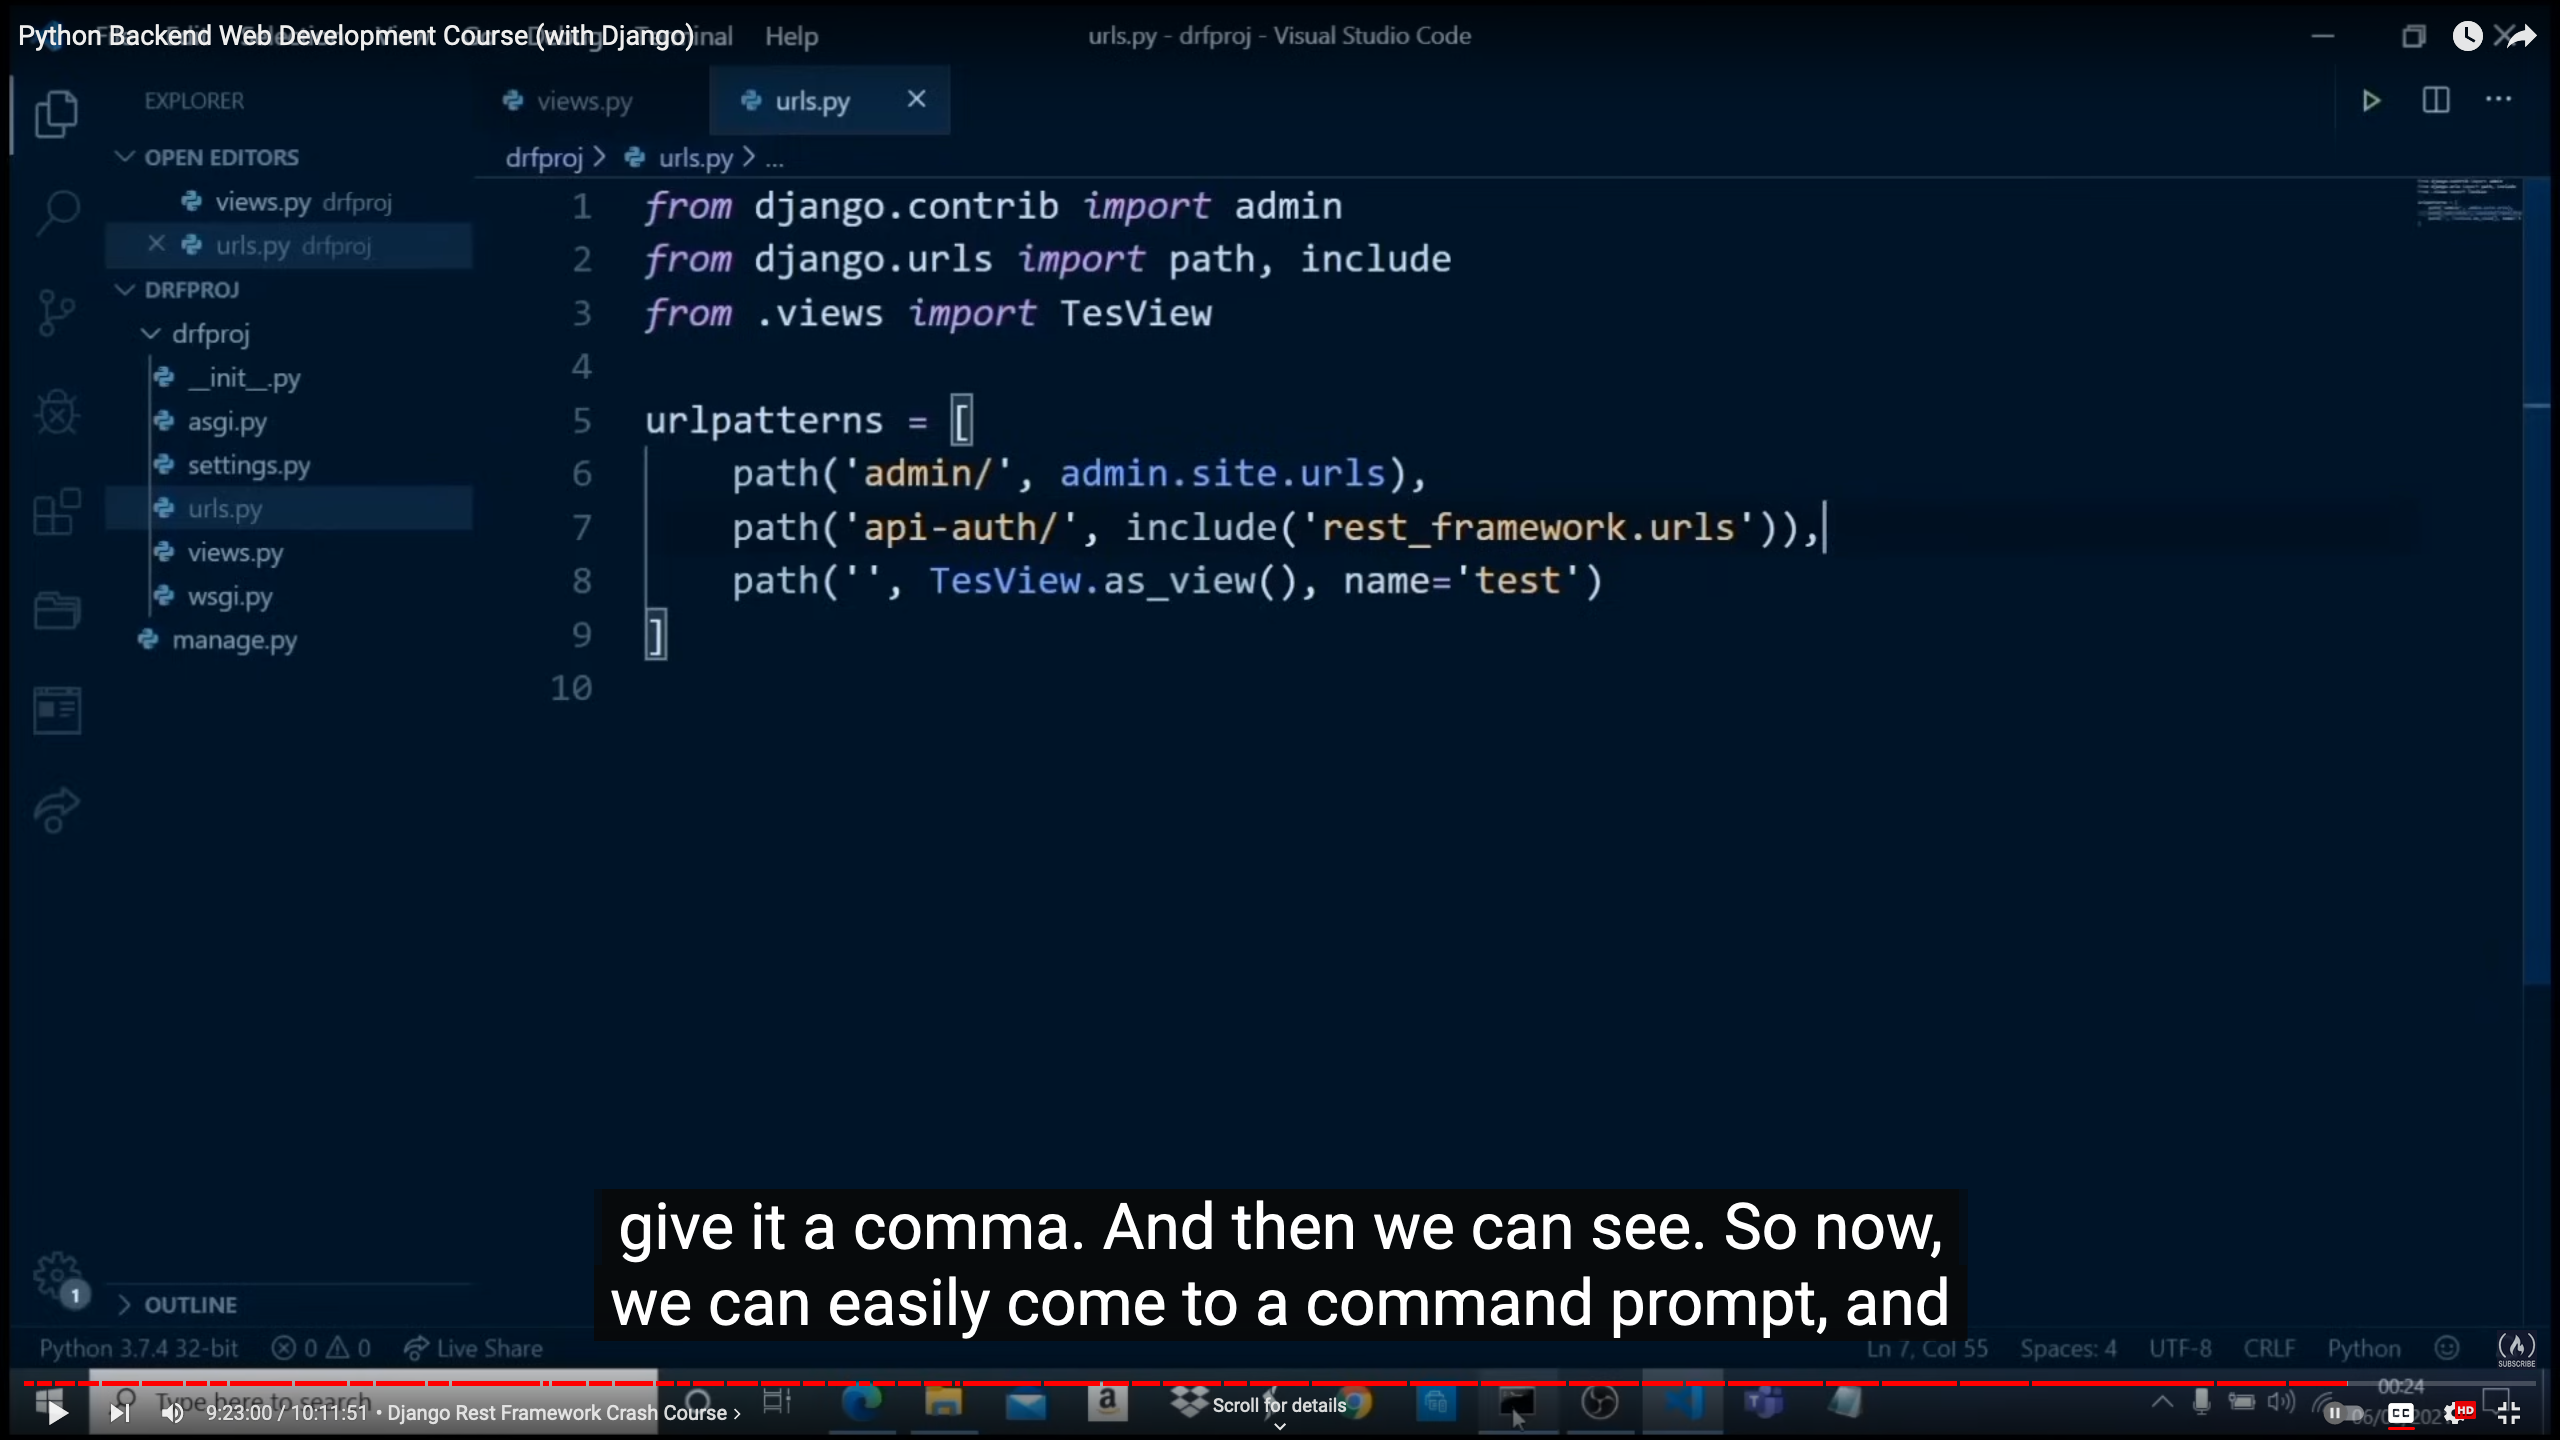 Python Backend Web Development Course (with Django)
Help
urls.py - drfproj - Visual Studio Code
EXPLORER
views.py
urls.py
OPEN EDITORS
drfproj > urls.py > ...
views.py drfproj
urls.py drfproj
DRFPROJ
drfproj
__init__.py
asgi.py
settings.py
urls.py
views.py
wsgi.py
manage.py
1 from django.contrib import admin
2 from django.urls import path, include
3 from .views import TesView
4
5 urlpatterns = [
6 path('admin/', admin.site.urls),
7 path('api-auth/', include('rest_framework.urls')),
8 path('', TesView.as_view(), name='test')
9 ]
10
give it a comma. And then we can see. So now,
we can easily come to a command prompt, and
1
OUTLINE
Python 3.7.4 32-bit 0 0 Live Share
Ln 7, Col 55 Spaces: 4 UTF-8 CRLF Python
SUBSCRIBE
Type here to search
9:23:00 / 10:11:51 • Django Rest Framework Crash Course ›
a
Scroll for details
00:24
CC
HD